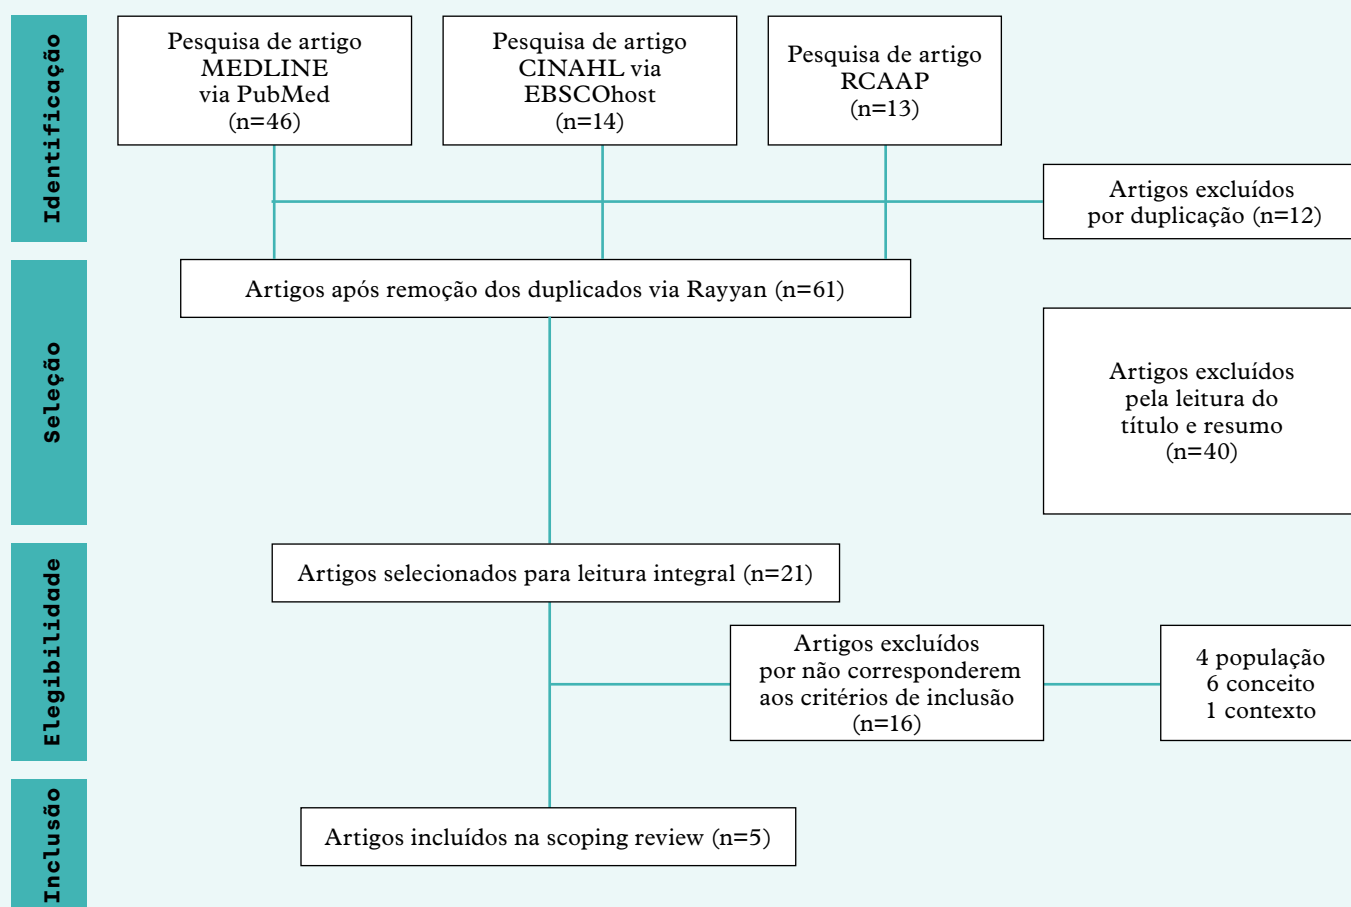 Identificação
Pesquisa de artigo
MEDLINE
via PubMed
(n=46)
Pesquisa de artigo
CINAHL via
EBSCOhost
(n=14)
Pesquisa de artigo
RCAAP
(n=13)
Artigos excluídos
por duplicação (n=12)
Seleção
Artigos após remoção dos duplicados via Rayyan (n=61)
Artigos excluídos
pela leitura do
título e resumo
(n=40)
Elegibilidade
Artigos selecionados para leitura integral (n=21)
Artigos excluídos
por não corresponderem
aos critérios de inclusão
(n=16)
4 população
6 conceito
1 contexto
Inclusão
Artigos incluídos na scoping review (n=5)